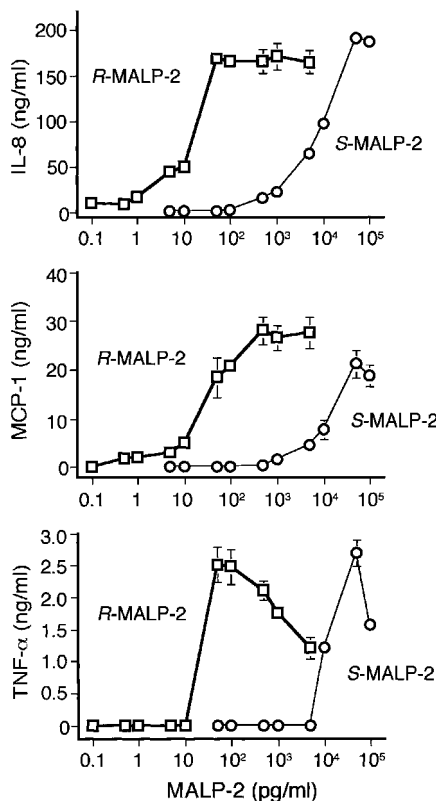 200
150
100
50
0
IL-8 (ng/ml)
R-MALP-2
S-MALP-2
0.1 1 10 10² 10³ 10⁴ 10⁵
40
30
20
10
0
MCP-1 (ng/ml)
R-MALP-2
S-MALP-2
0.1 1 10 10² 10³ 10⁴ 10⁵
3.0
2.5
2.0
1.5
1.0
0.5
0
TNF-α (ng/ml)
R-MALP-2
S-MALP-2
0.1 1 10 10² 10³ 10⁴ 10⁵
MALP-2 (pg/ml)